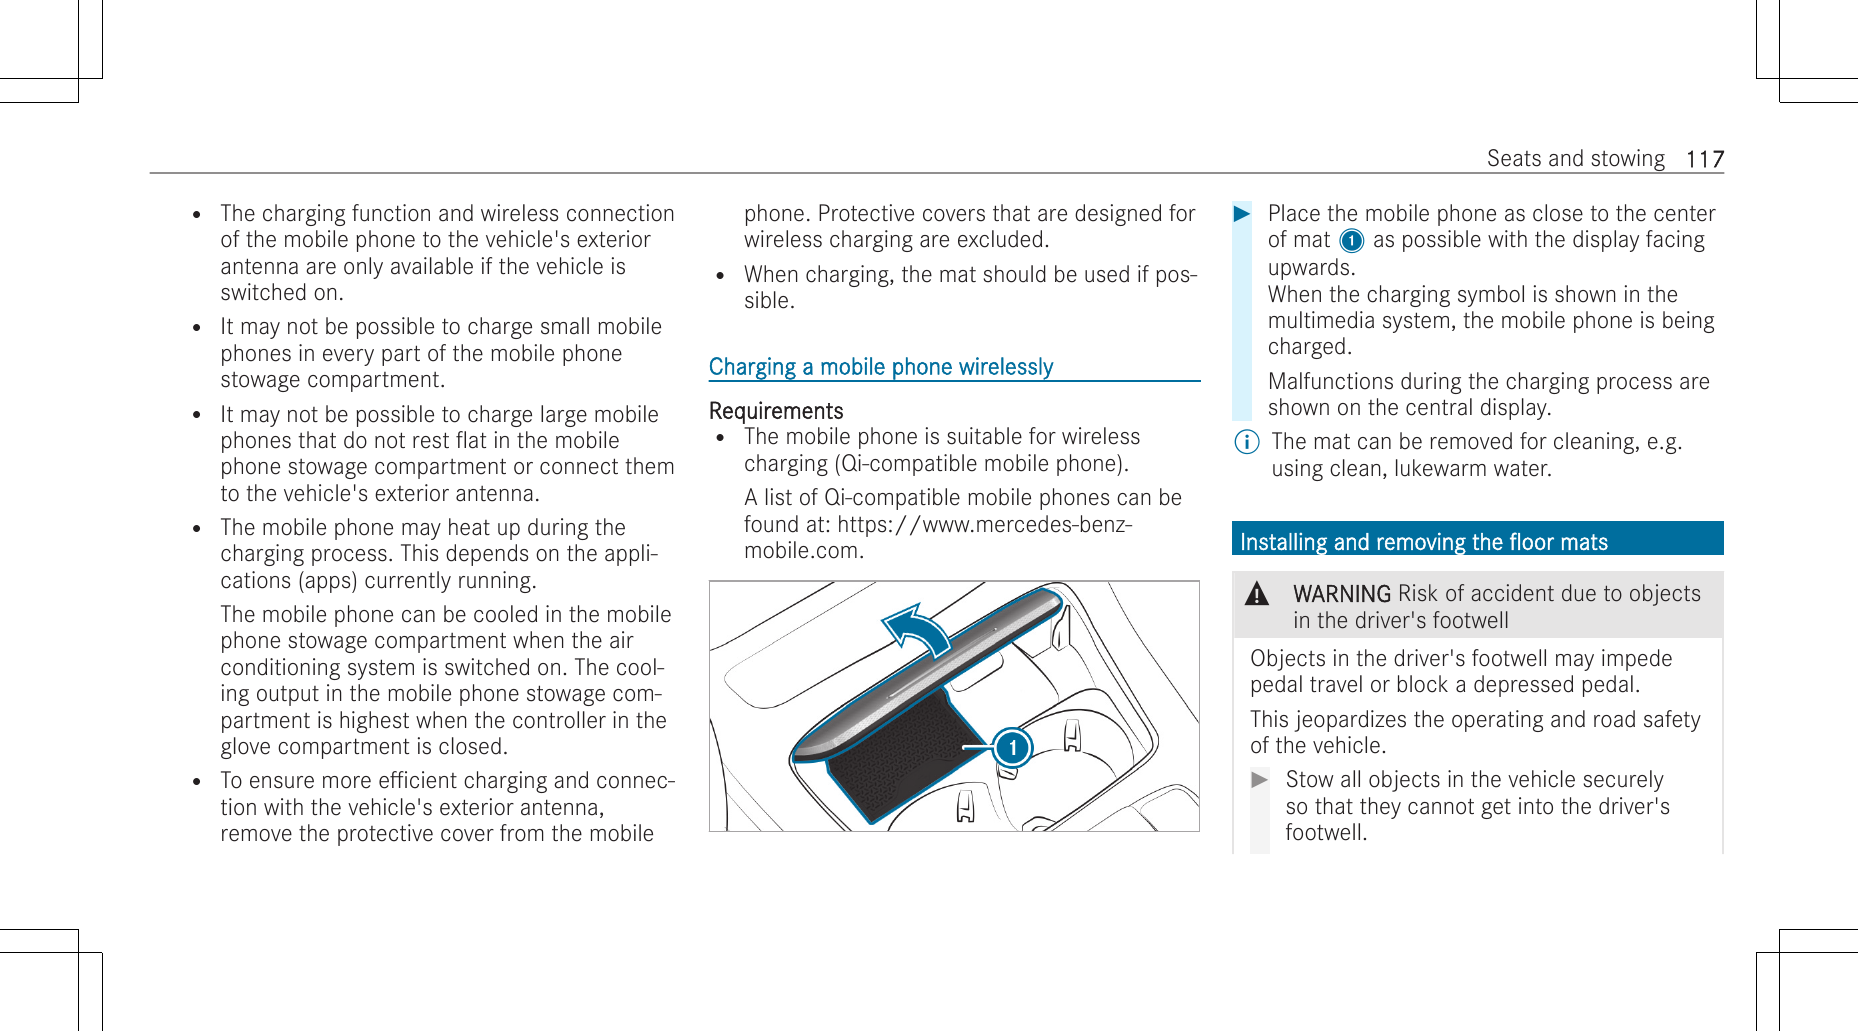 Seats and stowing 117
• The charging function and wireless connection
of the mobile phone to the vehicle's exterior
antenna are only available if the vehicle is
switched on.
• It may not be possible to charge small mobile
phones in every part of the mobile phone
stowage compartment.
• It may not be possible to charge large mobile
phones that do not rest flat in the mobile
phone stowage compartment or connect them
to the vehicle's exterior antenna.
• The mobile phone may heat up during the
charging process. This depends on the appli-
cations (apps) currently running.
The mobile phone can be cooled in the mobile
phone stowage compartment when the air
conditioning system is switched on. The cool-
ing output in the mobile phone stowage com-
partment is highest when the controller in the
glove compartment is closed.
• To ensure more efficient charging and connec-
tion with the vehicle's exterior antenna,
remove the protective cover from the mobile
phone. Protective covers that are designed for
wireless charging are excluded.
• When charging, the mat should be used if pos-
sible.
Charging a mobile phone wirelessly
Requirements
• The mobile phone is suitable for wireless
charging (Qi-compatible mobile phone).
A list of Qi-compatible mobile phones can be
found at: https://www.mercedes-benz-
mobile.com.
1
▶ Place the mobile phone as close to the center
of mat 1 as possible with the display facing
upwards.
When the charging symbol is shown in the
multimedia system, the mobile phone is being
charged.
Malfunctions during the charging process are
shown on the central display.
i The mat can be removed for cleaning, e.g.
using clean, lukewarm water.
Installing and removing the floor mats
WARNING Risk of accident due to objects
in the driver's footwell
Objects in the driver's footwell may impede
pedal travel or block a depressed pedal.
This jeopardizes the operating and road safety
of the vehicle.
▶ Stow all objects in the vehicle securely
so that they cannot get into the driver's
footwell.